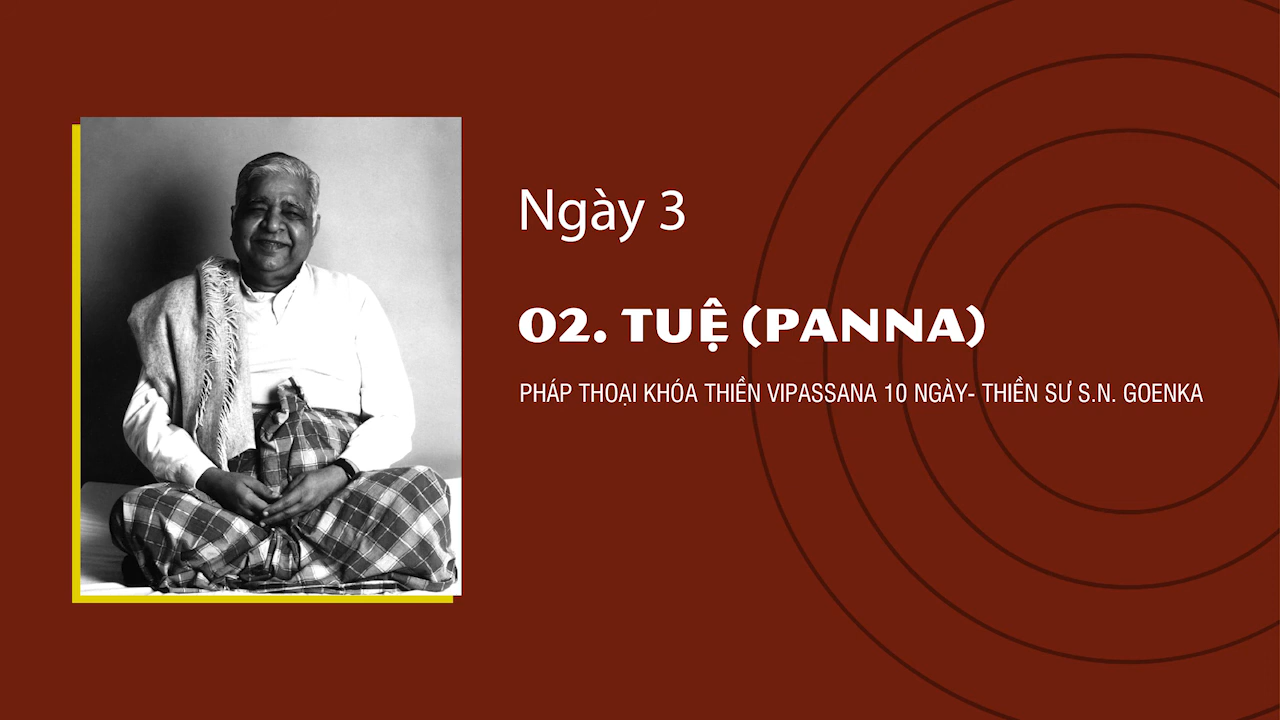 Ngày 3
02. TUỆ (PANNA)
PHÁP THOẠI KHÓA THIỀN VIPASSANA 10 NGÀY- THIỀN SƯ S.N. GOENKA